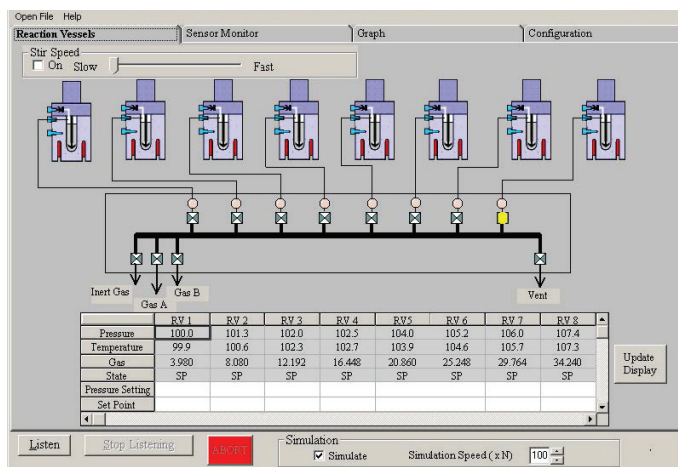 Open File Help
Reaction Vessels Sensor Monitor Graph Configuration
Stir Speed
On Slow Fast
Inert Gas Gas B
Gas A
Vent
RV 1 RV 2 RV 3 RV 4 RV5 RV 6 RV 7 RV 8
Pressure 100.0 101.3 102.0 102.5 104.0 105.2 106.0 107.4
Temperature 99.9 100.6 102.3 102.7 103.9 104.6 105.7 107.3
Gas 3.980 8.080 12.192 16.448 20.860 25.248 29.764 34.240
State SP SP SP SP SP SP SP SP
Pressure Setting
Set Point
Update
Display
Listen Stop Listening ABORT
Simulation
Simulate Simulation Speed ( x N) 100